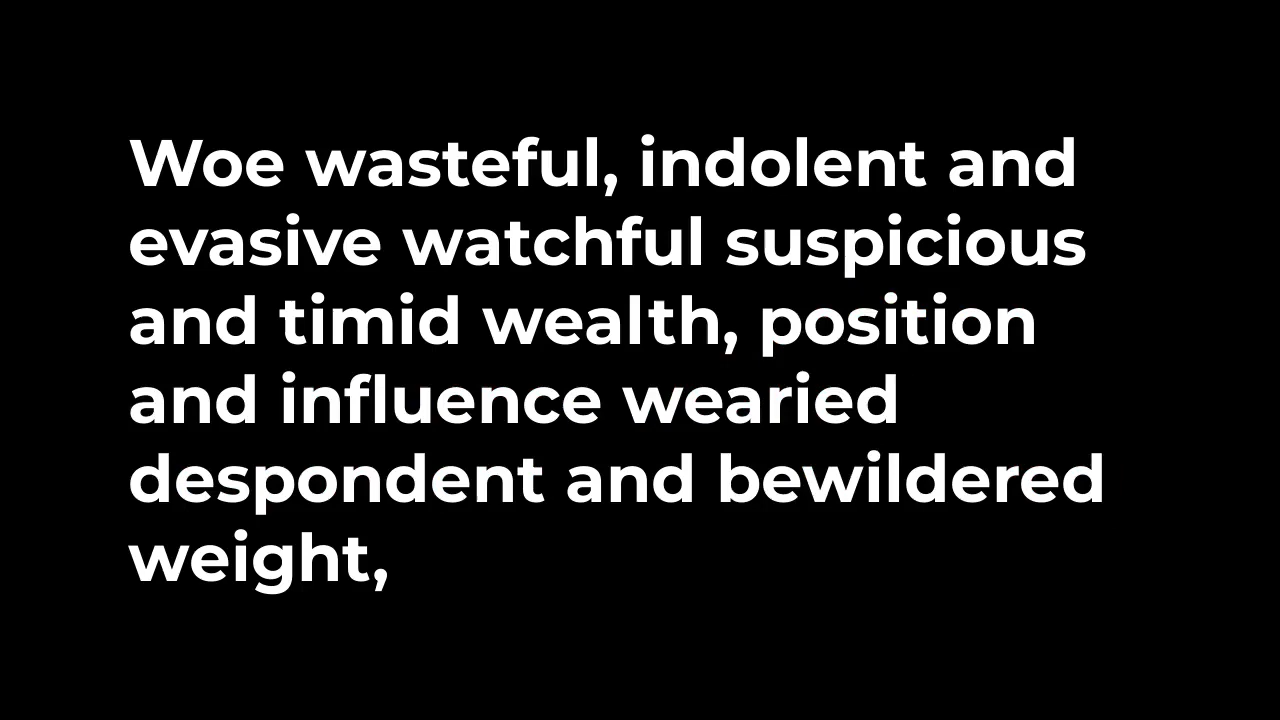 Woe wasteful, indolent and
evasive watchful suspicious
and timid wealth, position
and influence wearied
despondent and bewildered
weight,